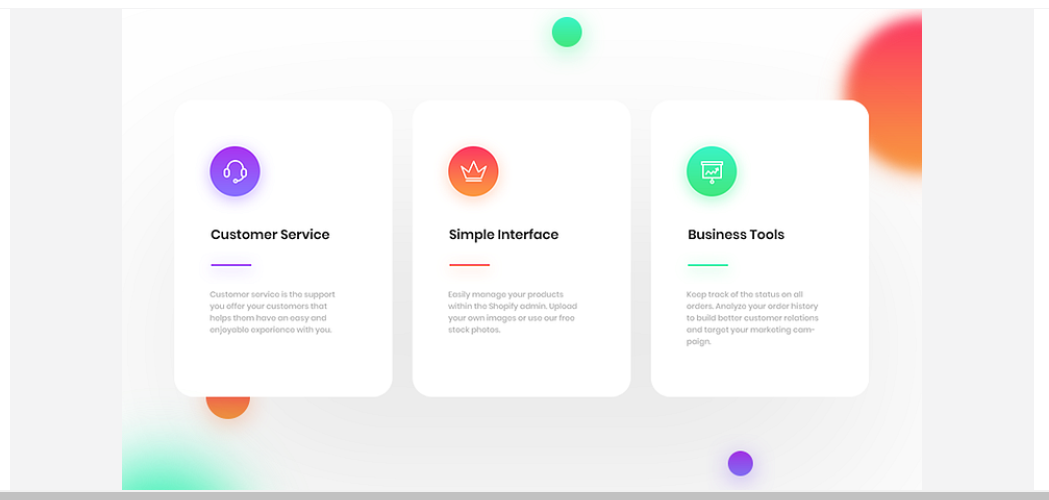 Customer Service
Customer service is the support
you offer your customers that
helps them have an easy and
enjoyable experience with you.
Simple Interface
Easily manage your products
within the Shopify admin. Upload
your own images or use our free
stock photos.
Business Tools
Keep track of the status on all
orders. Analyze your order history
to build better customer relations
and target your marketing cam-
paign.